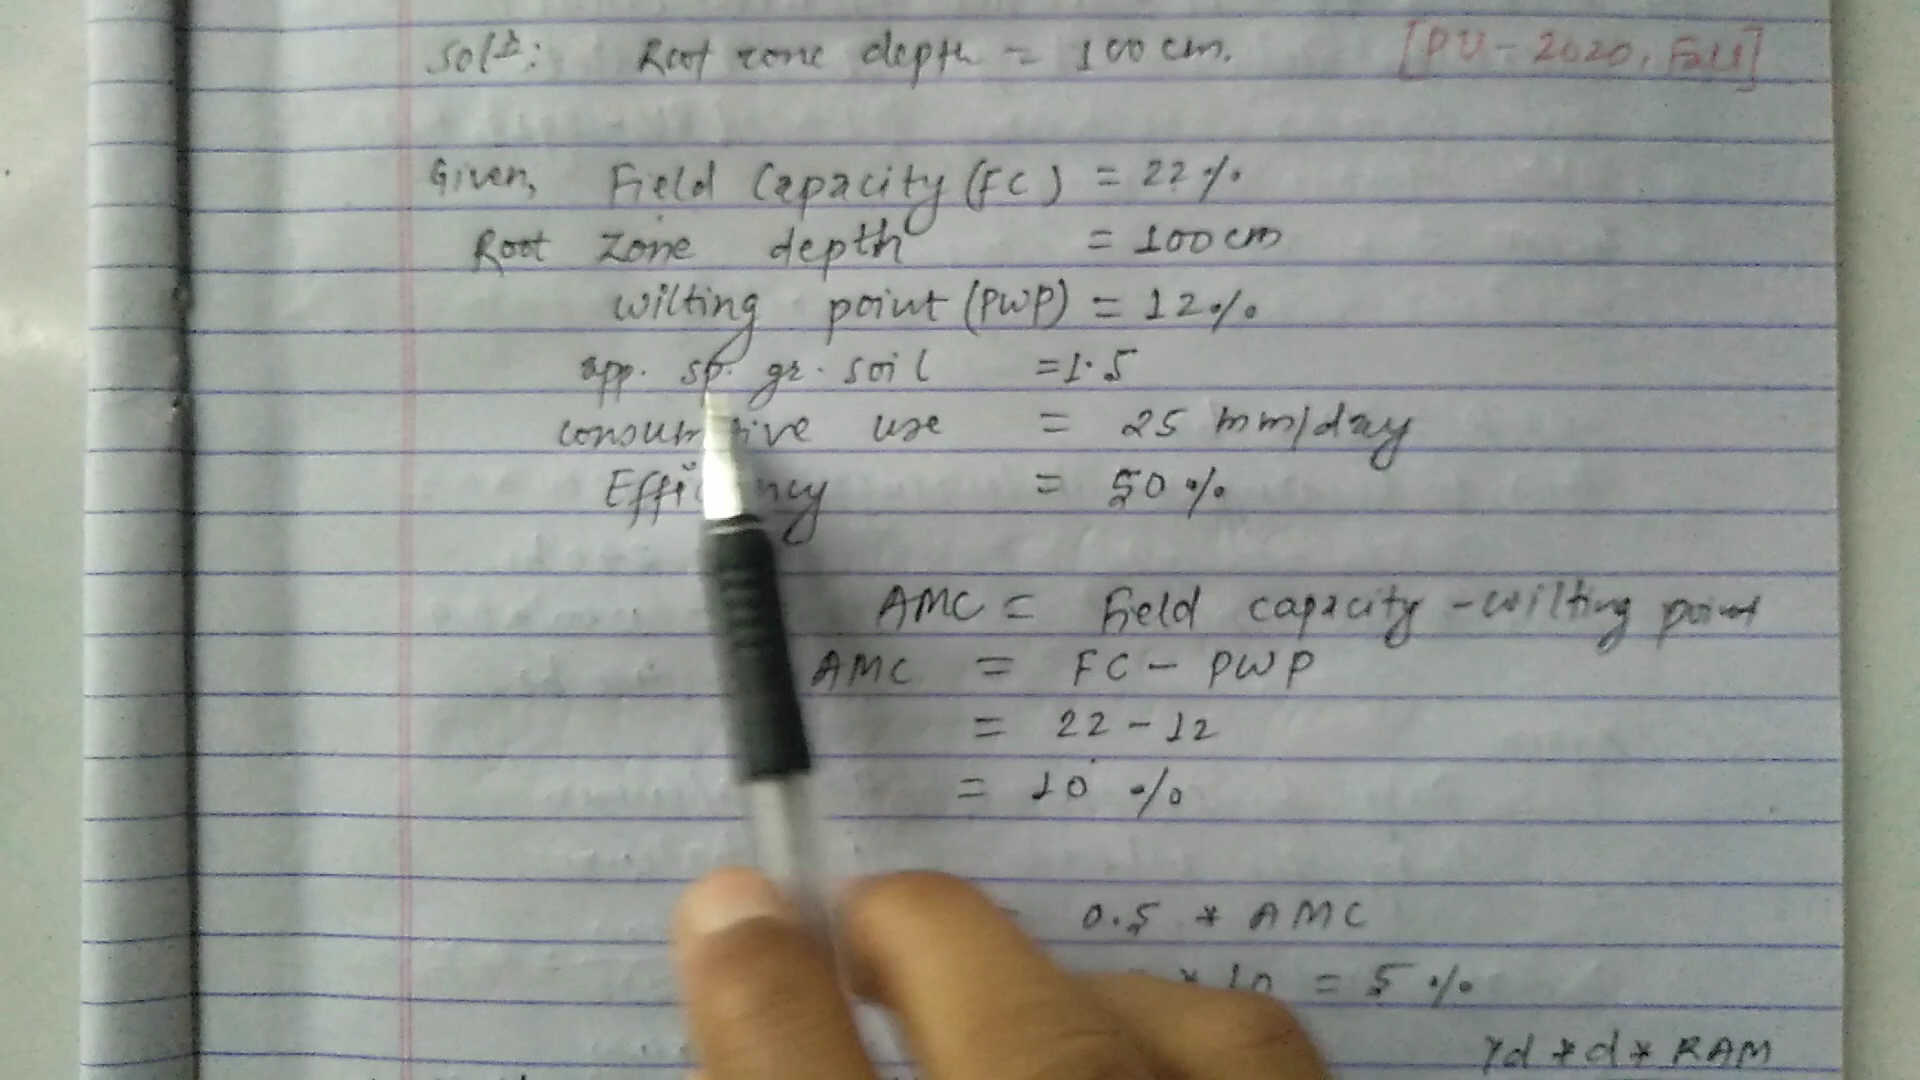 Solⁿ: Root zone depth = 100 cm. [PU-2020, Fall]
Given, Field Capacity (FC) = 22%
Root zone depth = 100 cm
wilting point (PWP) = 12%
app. sp. gr. soil = 1.5
use = 25 mm/day
= 50%
AMC = Field capacity - wilting point
AMC = FC - PWP
= 22 - 12
= 10 %
0.5 * AMC
* 10 = 5 %
γd * d * RAM